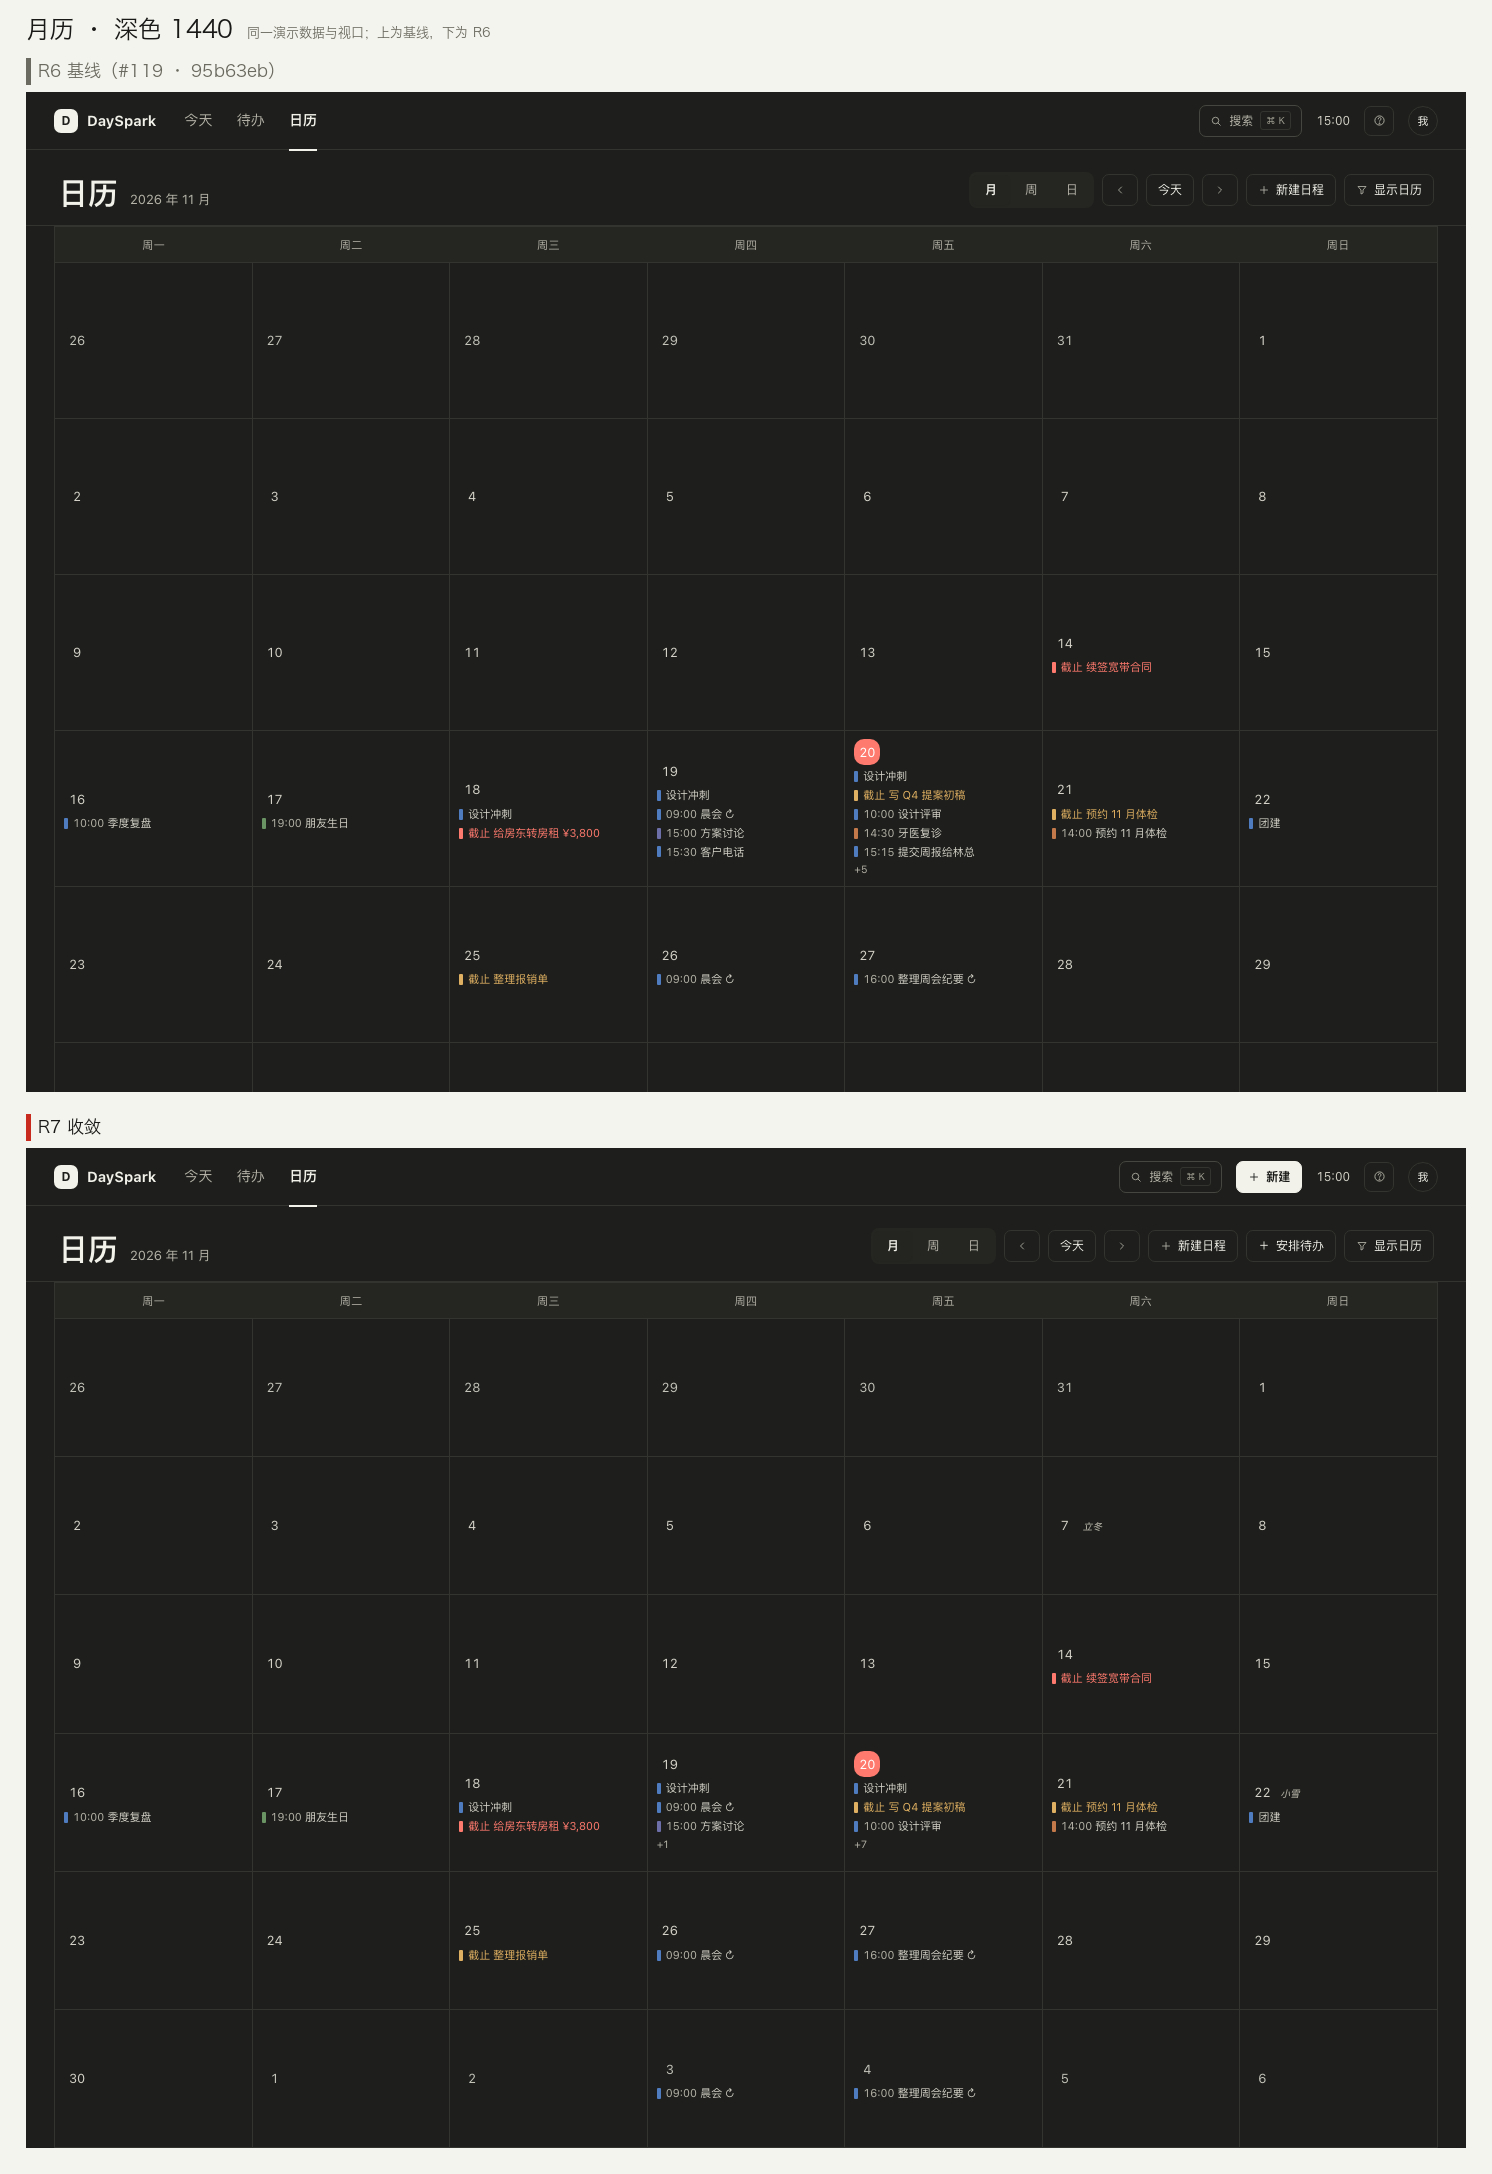 月历 · 深色 1440 同一演示数据与视口；上为基线，下为 R6
R6 基线（#119 · 95b63eb）
D DaySpark 今天 待办 日历 搜索 ⌘ K 15:00 我
日历 2026 年 11 月 月 周 日 ‹ 今天 › + 新建日程 显示日历
周一 周二 周三 周四 周五 周六 周日
26 27 28 29 30 31 1
2 3 4 5 6 7 8
9 10 11 12 13 14 15
截止 续签宽带合同
16
10:00 季度复盘
17
19:00 朋友生日
18
设计冲刺
截止 给房东转房租 ¥3,800
19
设计冲刺
09:00 晨会 ↻
15:00 方案讨论
15:30 客户电话
20
设计冲刺
截止 写 Q4 提案初稿
10:00 设计评审
14:30 牙医复诊
15:15 提交周报给林总
+5
21
截止 预约 11 月体检
14:00 预约 11 月体检
22
团建
23 24
25
截止 整理报销单
26
09:00 晨会 ↻
27
16:00 整理周会纪要 ↻
28 29
R7 收敛
D DaySpark 今天 待办 日历 搜索 ⌘ K + 新建 15:00 我
日历 2026 年 11 月 月 周 日 ‹ 今天 › + 新建日程 + 安排待办 显示日历
周一 周二 周三 周四 周五 周六 周日
26 27 28 29 30 31 1
2 3 4 5 6 7 立冬 8
9 10 11 12 13 14 15
截止 续签宽带合同
16
10:00 季度复盘
17
19:00 朋友生日
18
设计冲刺
截止 给房东转房租 ¥3,800
19
设计冲刺
09:00 晨会 ↻
15:00 方案讨论
+1
20
设计冲刺
截止 写 Q4 提案初稿
10:00 设计评审
+7
21
截止 预约 11 月体检
14:00 预约 11 月体检
22 小雪
团建
23 24
25
截止 整理报销单
26
09:00 晨会 ↻
27
16:00 整理周会纪要 ↻
28 29
30 1 2
3
09:00 晨会 ↻
4
16:00 整理周会纪要 ↻
5 6